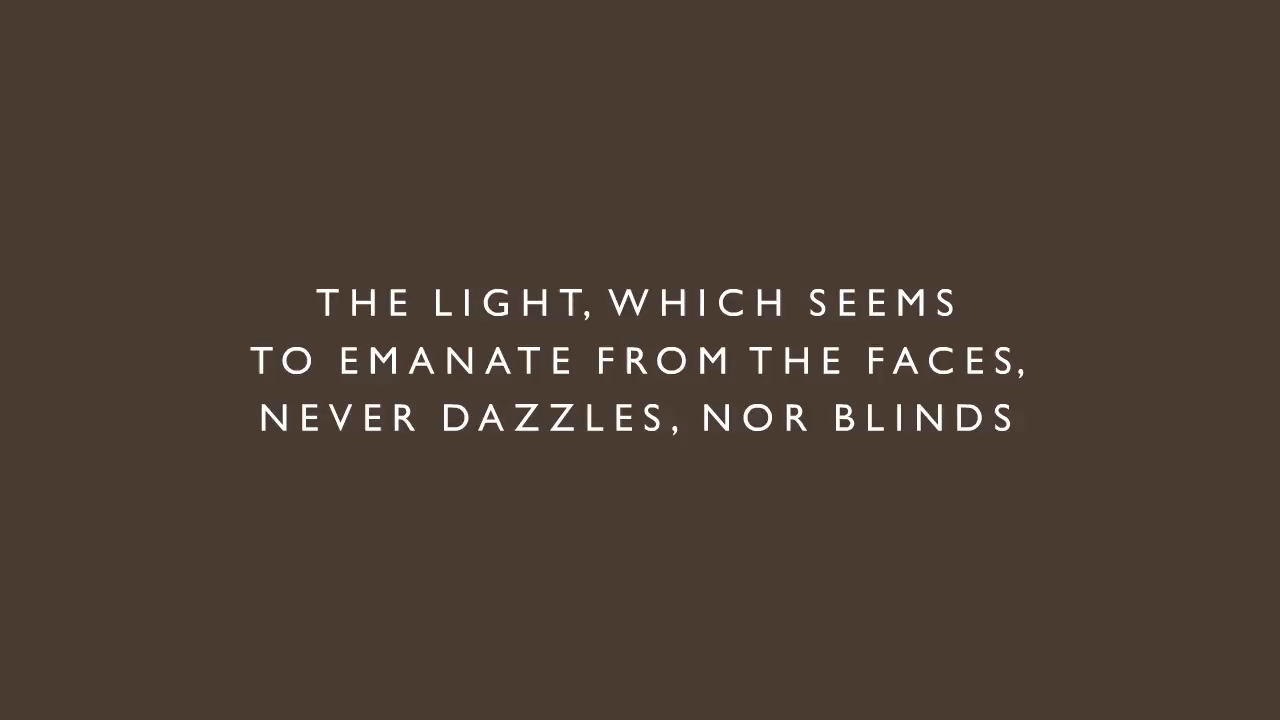 THE LIGHT, WHICH SEEMS
TO EMANATE FROM THE FACES,
NEVER DAZZLES, NOR BLINDS